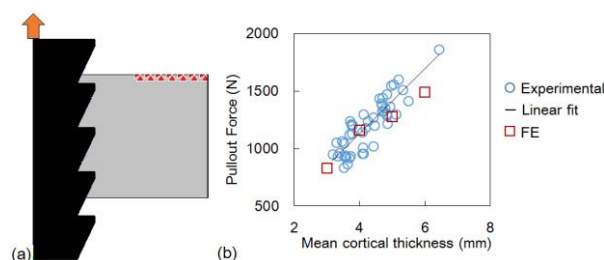 (a)
(b)
Pullout Force (N)
2000
1500
1000
500
2 4 6 8
Mean cortical thickness (mm)
Experimental
Linear fit
FE